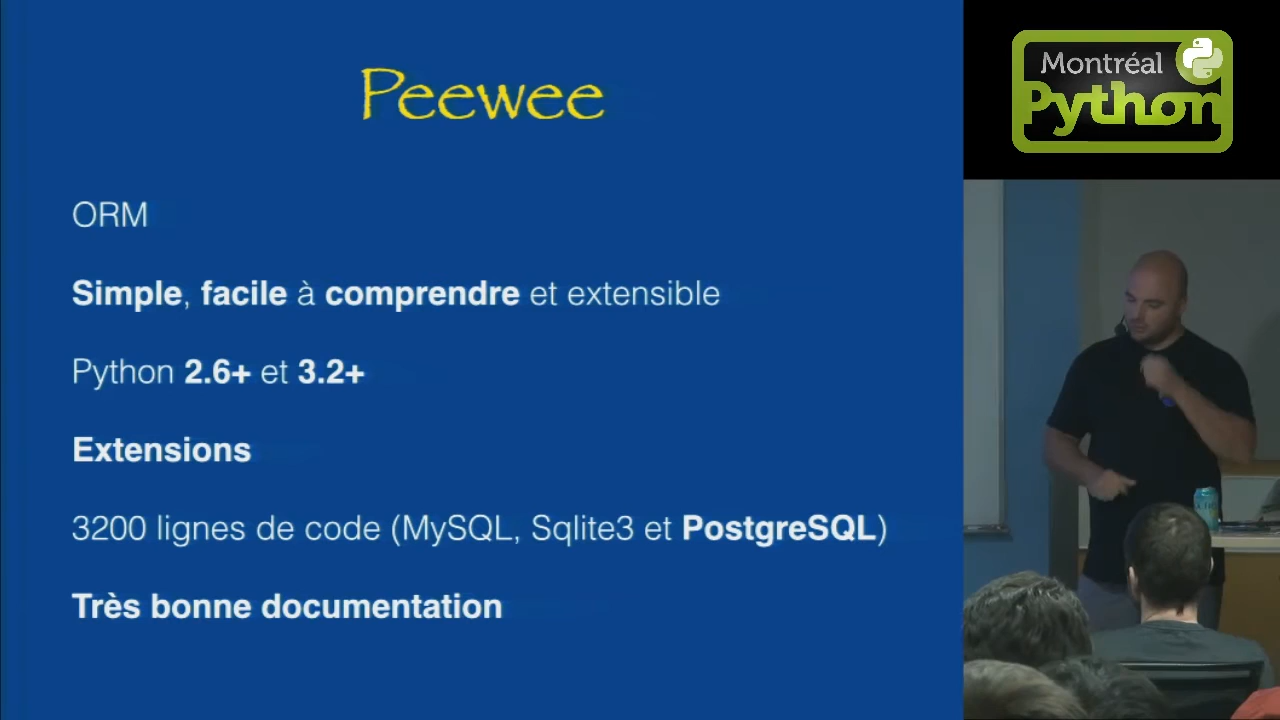 Peewee
ORM
Simple, facile à comprendre et extensible
Python 2.6+ et 3.2+
Extensions
3200 lignes de code (MySQL, Sqlite3 et PostgreSQL)
Très bonne documentation
Montréal
Python